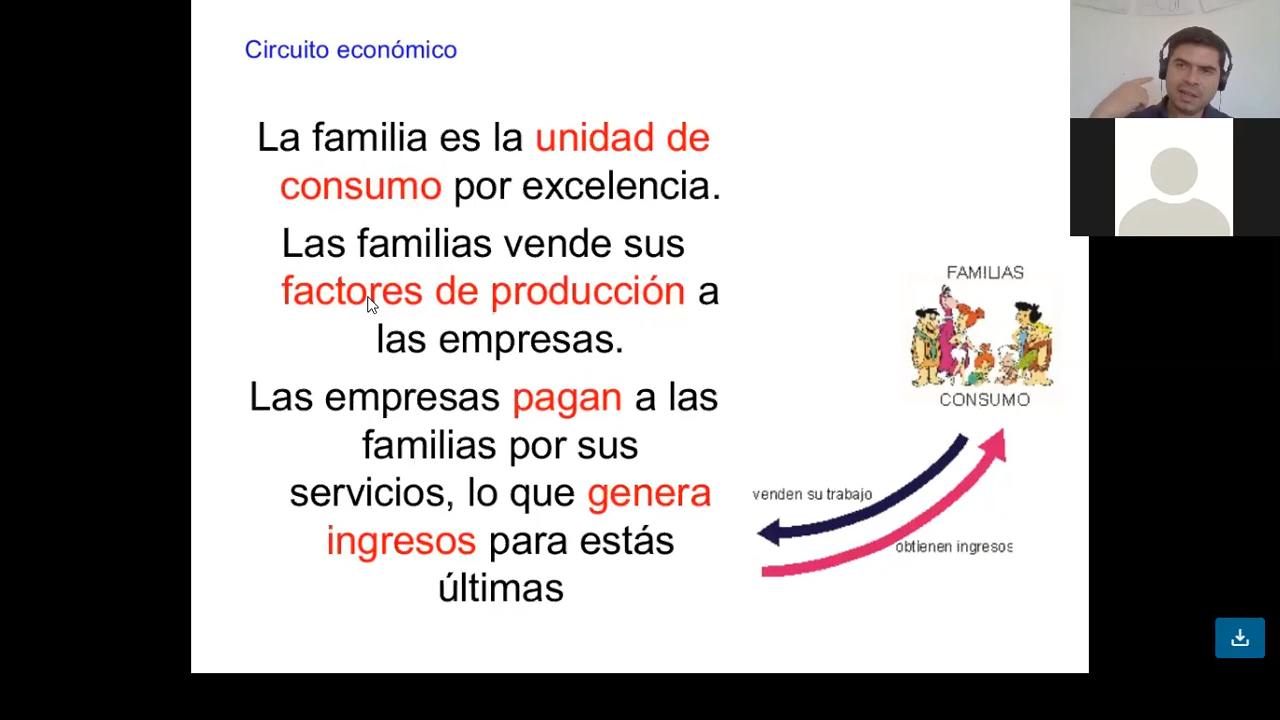 Circuito económico
La familia es la unidad de
consumo por excelencia.
Las familias vende sus
factores de producción a
las empresas.
Las empresas pagan a las
familias por sus
servicios, lo que genera
ingresos para estás
últimas
FAMILIAS
CONSUMO
venden su trabajo
obtienen ingresos